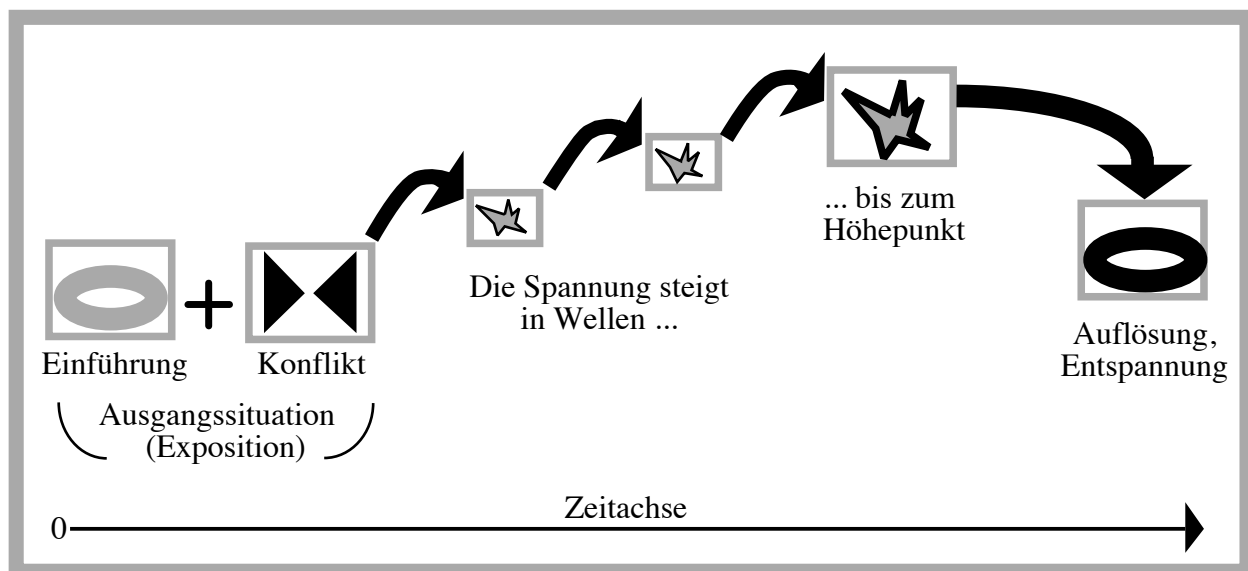 ... bis zum
Höhepunkt
Die Spannung steigt
in Wellen ...
Auflösung,
Entspannung
+
Einführung
Konflikt
Ausgangssituation
(Exposition)
Zeitachse
0